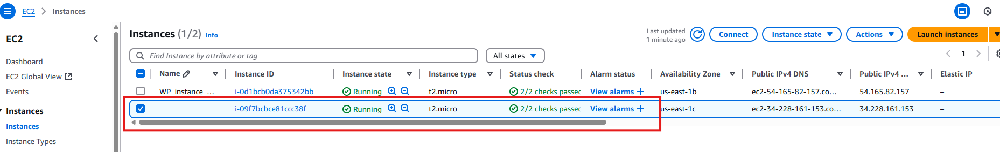 EC2 > Instances
EC2
Dashboard
EC2 Global View
Events
Instances
Instances
Instance Types
Instances (1/2) Info
Last updated
1 minute ago
Connect
Instance state
Actions
Launch instances
Find Instance by attribute or tag
All states
1
Name Instance ID Instance state Instance type Status check Alarm status Availability Zone Public IPv4 DNS Public IPv4 ... Elastic IP
WP_instance_... i-0d1bcb0da375342bb Running t2.micro 2/2 checks passec View alarms + us-east-1b ec2-54-165-82-157.co... 54.165.82.157 –
i-09f7bcbce81ccc38f Running t2.micro 2/2 checks passec View alarms + us-east-1c ec2-34-228-161-153.co... 34.228.161.153 –